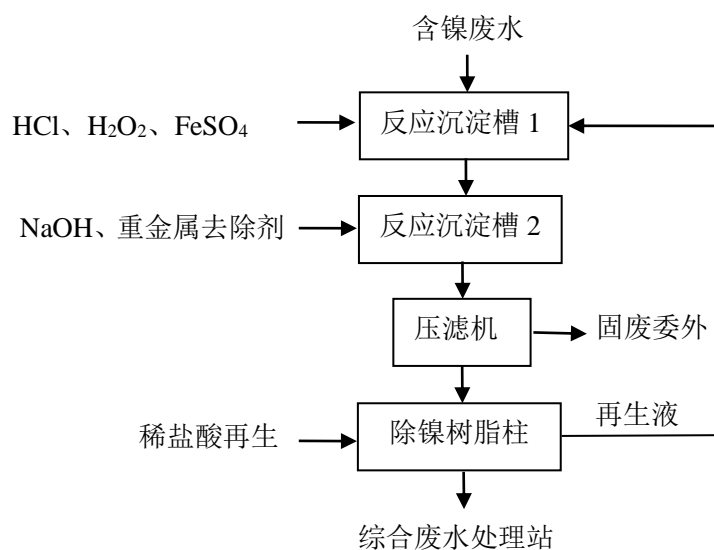 含镍废水
HCl、H₂O₂、FeSO₄
反应沉淀槽 1
NaOH、重金属去除剂
反应沉淀槽 2
压滤机
固废委外
稀盐酸再生
除镍树脂柱
再生液
综合废水处理站